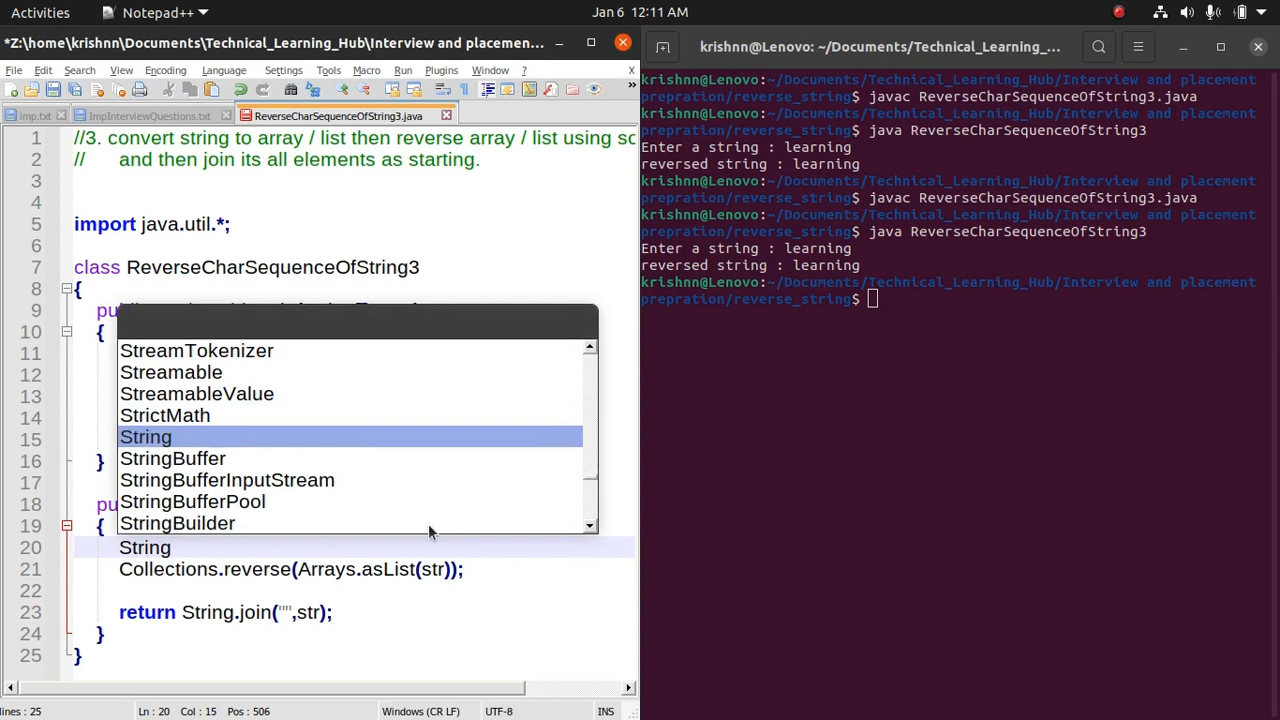 Activities
Notepad++
Jan 6 12:11 AM
*Z:\home\krishnn\Documents\Technical_Learning_Hub\Interview and placemen...
File Edit Search View Encoding Language Settings Tools Macro Run Plugins Window ? X
imp.txt
ImpInterviewQuestions.txt
ReverseCharSequenceOfString3.java
1 //3. convert string to array / list then reverse array / list using
2 // and then join its all elements as starting.
3
4
5 import java.util.*;
6
7 class ReverseCharSequenceOfString3
8 {
9
10 {
11
12
13
14
15
16 }
17
18
19 {
20 String
21 Collections.reverse(Arrays.asList(str));
22
23 return String.join("",str);
24 }
25 }
StreamTokenizer
Streamable
StreamableValue
StrictMath
String
StringBuffer
StringBufferInputStream
StringBufferPool
StringBuilder
Ln : 20 Col : 15 Pos : 506
Windows (CR LF)
UTF-8
INS
krishnn@Lenovo: ~/Documents/Technical_Learning_...
krishnn@Lenovo:~/Documents/Technical_Learning_Hub/Interview and placement
prepration/reverse_string$ javac ReverseCharSequenceOfString3.java
krishnn@Lenovo:~/Documents/Technical_Learning_Hub/Interview and placement
prepration/reverse_string$ java ReverseCharSequenceOfString3
Enter a string : learning
reversed string : learning
krishnn@Lenovo:~/Documents/Technical_Learning_Hub/Interview and placement
prepration/reverse_string$ javac ReverseCharSequenceOfString3.java
krishnn@Lenovo:~/Documents/Technical_Learning_Hub/Interview and placement
prepration/reverse_string$ java ReverseCharSequenceOfString3
Enter a string : learning
reversed string : learning
krishnn@Lenovo:~/Documents/Technical_Learning_Hub/Interview and placement
prepration/reverse_string$